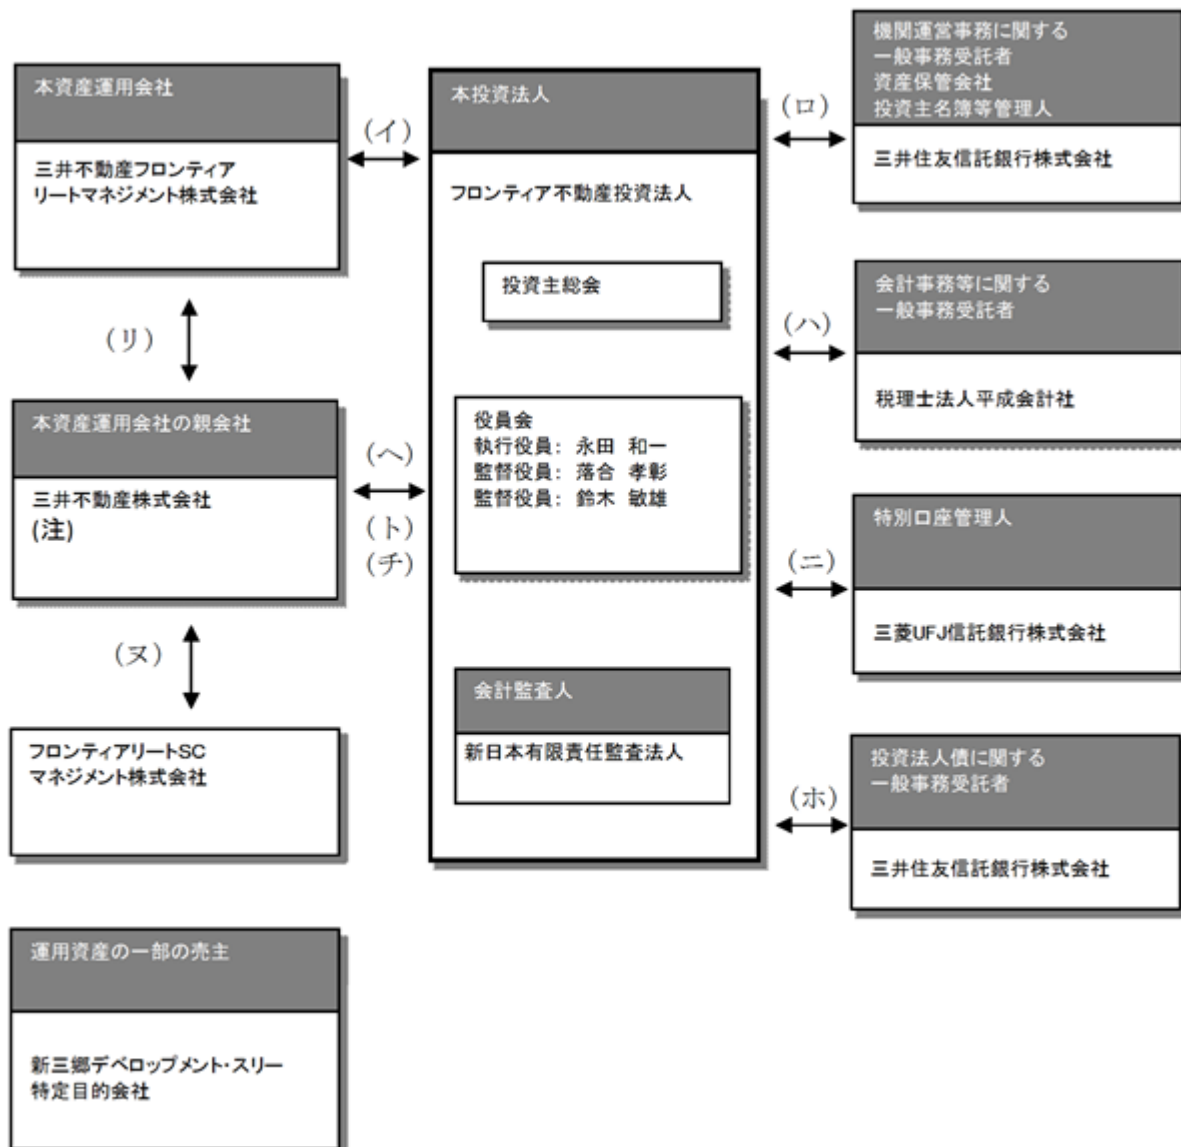 本資産運用会社
三井不動産フロンティア
リートマネジメント株式会社
(イ)
(リ)
本資産運用会社の親会社
三井不動産株式会社
(注)
(ヘ)
(ト)
(チ)
(ヌ)
フロンティアリートSC
マネジメント株式会社
運用資産の一部の売主
新三郷デベロップメント・スリー
特定目的会社
本投資法人
フロンティア不動産投資法人
投資主総会
役員会
執行役員: 永田 和一
監督役員: 落合 孝彰
監督役員: 鈴木 敏雄
会計監査人
新日本有限責任監査法人
(ロ)
機関運営事務に関する
一般事務受託者
資産保管会社
投資主名簿等管理人
三井住友信託銀行株式会社
(ハ)
会計事務等に関する
一般事務受託者
税理士法人平成会計社
(ニ)
特別口座管理人
三菱UFJ信託銀行株式会社
(ホ)
投資法人債に関する
一般事務受託者
三井住友信託銀行株式会社